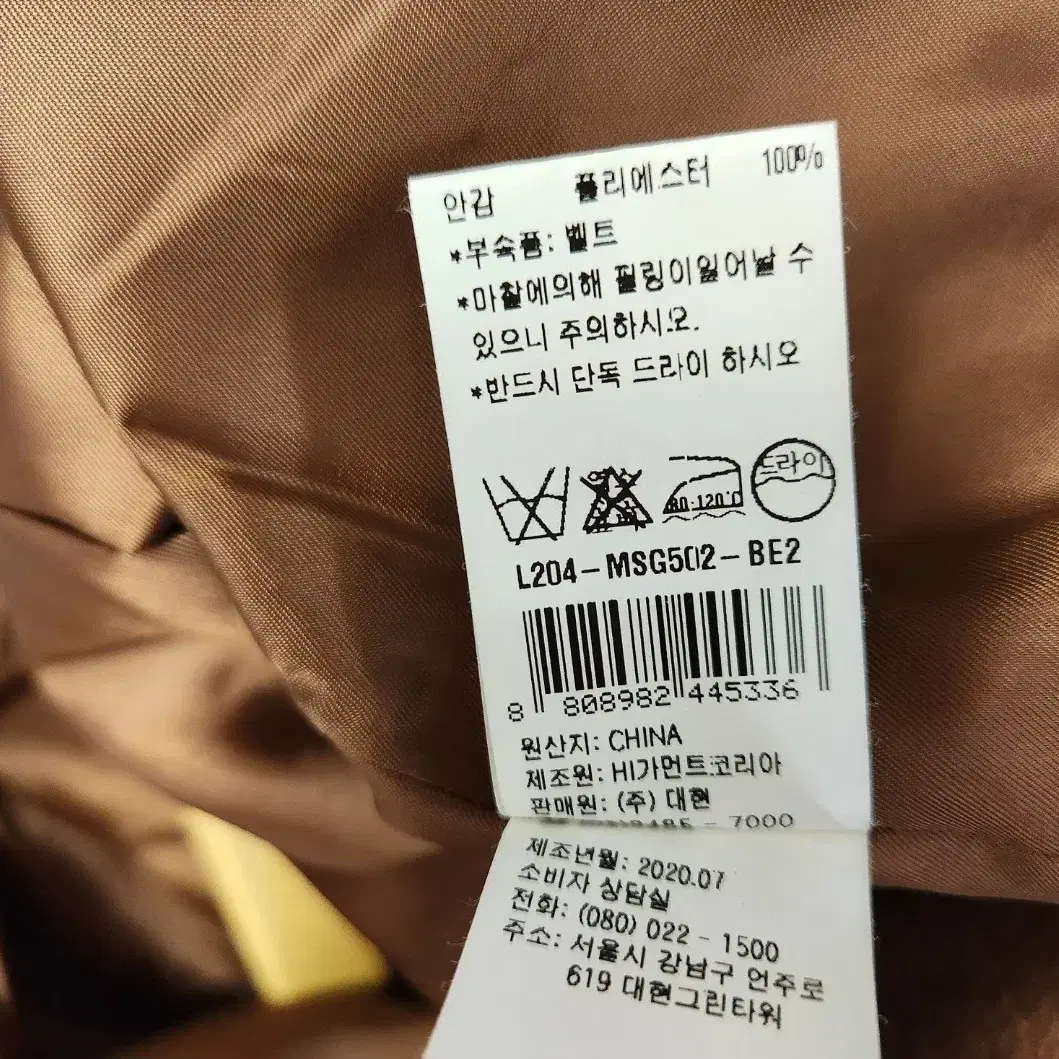 안감 폴리에스터 100%
*부속품: 벨트
*마찰에의해 필링이일어날 수
있으니 주의하시오.
*반드시 단독 드라이 하시오
드라이
80-120℃
L204-MSG502-BE2
8 808982 445336
원산지: CHINA
제조원: HI가먼트코리아
판매원: (주) 대현
7000
제조년월: 2020.07
소비자 상담실
전화: (080) 022 - 1500
주소: 서울시 강남구 언주로
619 대현그린타워